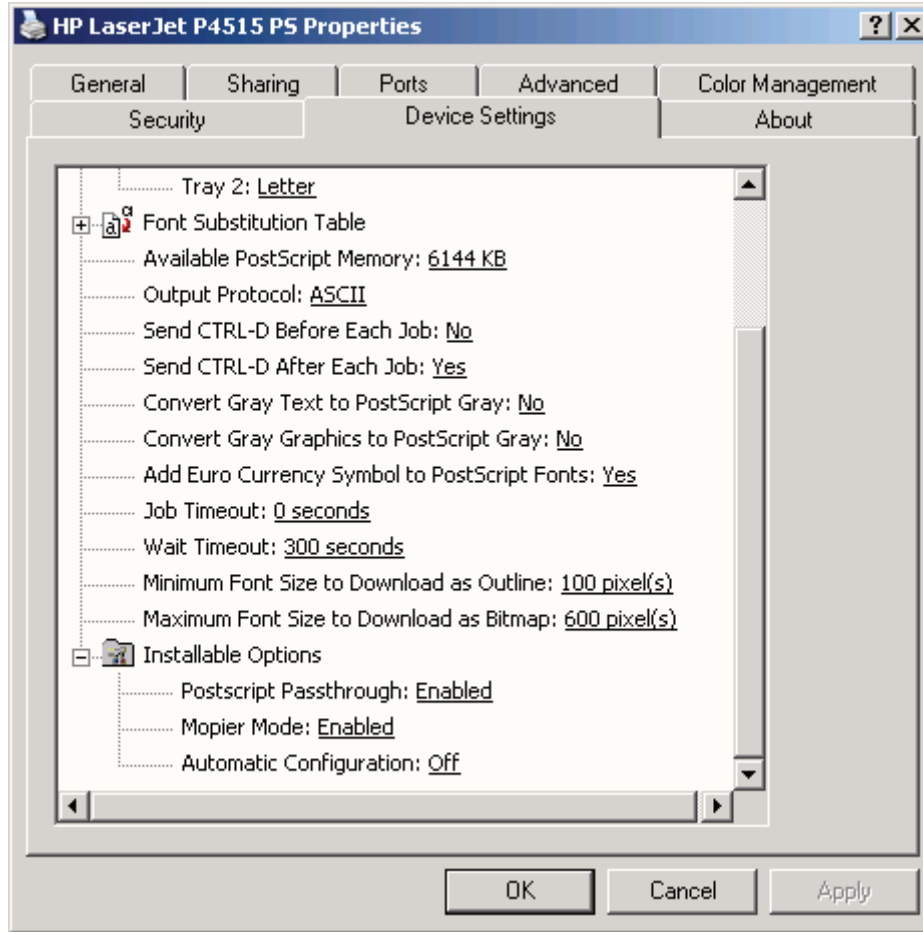 HP LaserJet P4515 PS Properties
General Sharing Ports Advanced Color Management
Security Device Settings About
Tray 2: Letter
Font Substitution Table
Available PostScript Memory: 6144 KB
Output Protocol: ASCII
Send CTRL-D Before Each Job: No
Send CTRL-D After Each Job: Yes
Convert Gray Text to PostScript Gray: No
Convert Gray Graphics to PostScript Gray: No
Add Euro Currency Symbol to PostScript Fonts: Yes
Job Timeout: 0 seconds
Wait Timeout: 300 seconds
Minimum Font Size to Download as Outline: 100 pixel(s)
Maximum Font Size to Download as Bitmap: 600 pixel(s)
Installable Options
Postscript Passthrough: Enabled
Mopier Mode: Enabled
Automatic Configuration: Off
OK Cancel Apply